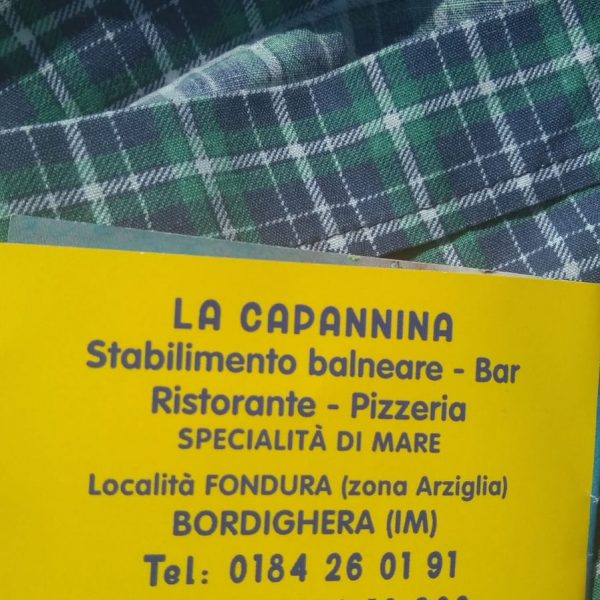 LA CAPANNINA
Stabilimento balneare - Bar
Ristorante - Pizzeria
SPECIALITÀ DI MARE
Località FONDURA (zona Arziglia)
BORDIGHERA (IM)
Tel: 0184 26 01 91